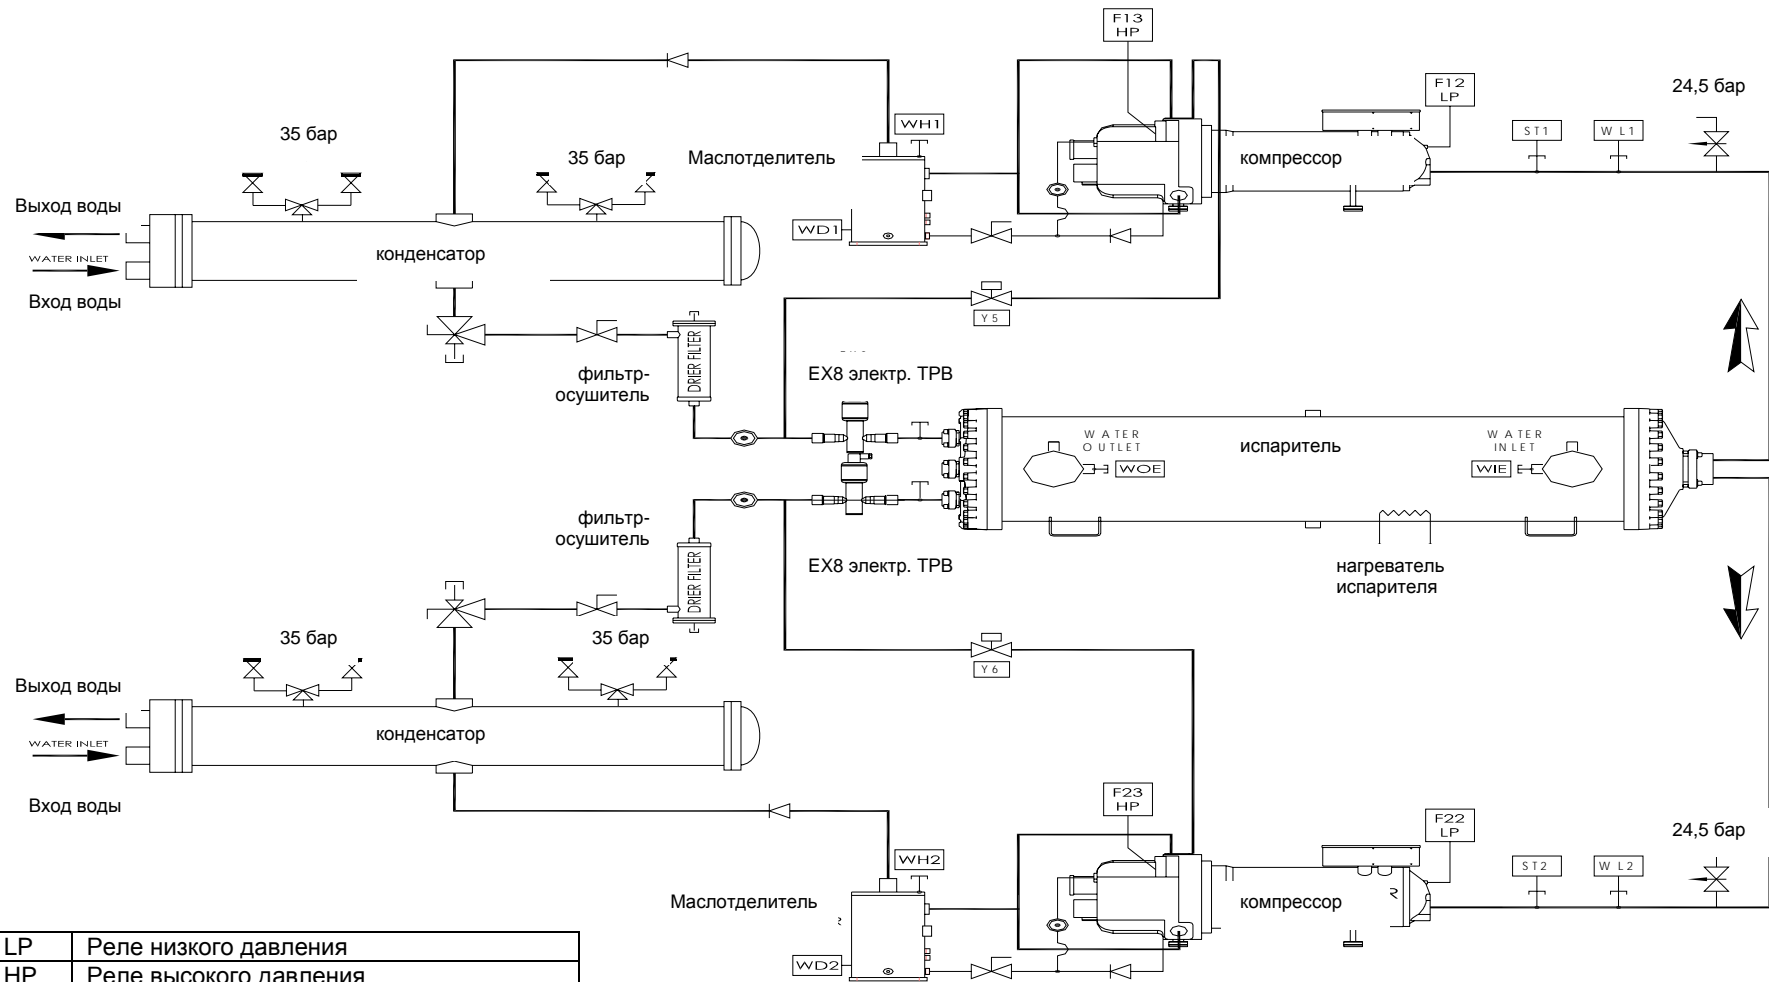 F13
HP
F12
LP
24,5 бар
35 бар
35 бар
WH1
ST1
WL1
Маслотделитель
компрессор
Выход воды
WD1
конденсатор
WATER INLET
Вход воды
Y5
DRIER FILTER
фильтр-
осушитель
EX8 электр. ТРВ
WATER
OUTLET
испаритель
WATER
INLET
WOE
WIE
фильтр-
осушитель
DRIER FILTER
EX8 электр. ТРВ
нагреватель
испарителя
35 бар
35 бар
Y6
Выход воды
конденсатор
WATER INLET
Вход воды
F23
HP
F22
LP
24,5 бар
WH2
ST2
WL2
Маслотделитель
компрессор
WD2
LP Реле низкого давления
HP Реле высокого давления